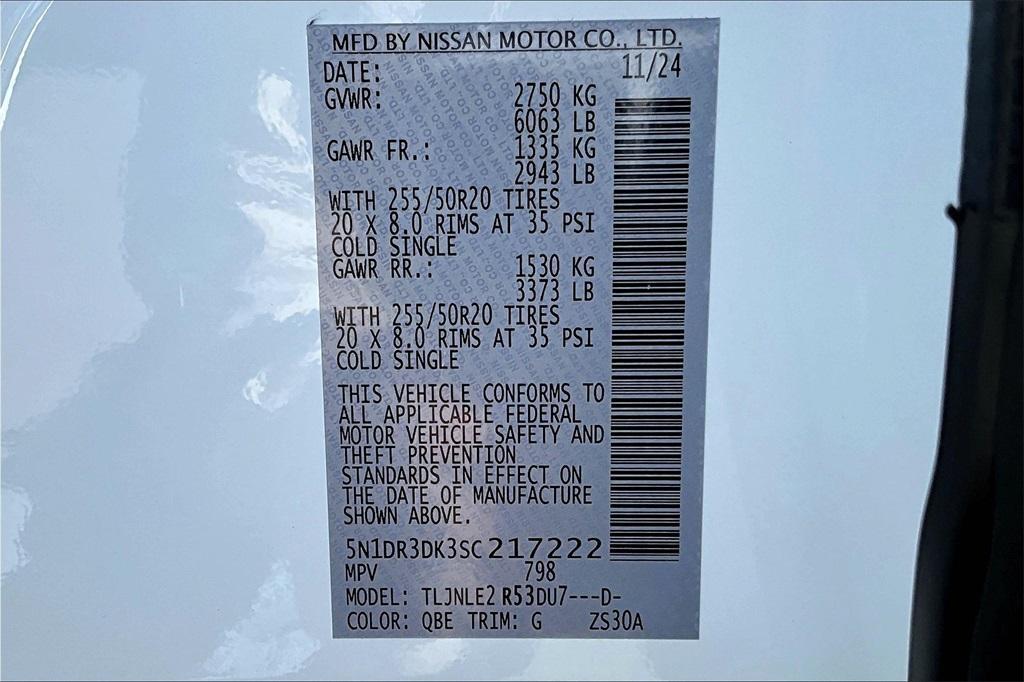 MFD BY NISSAN MOTOR CO., LTD.
DATE: 11/24
GVWR: 2750 KG
6063 LB
GAWR FR.: 1335 KG
2943 LB
WITH 255/50R20 TIRES
20 X 8.0 RIMS AT 35 PSI
COLD SINGLE
GAWR RR.: 1530 KG
3373 LB
WITH 255/50R20 TIRES
20 X 8.0 RIMS AT 35 PSI
COLD SINGLE
THIS VEHICLE CONFORMS TO
ALL APPLICABLE FEDERAL
MOTOR VEHICLE SAFETY AND
THEFT PREVENTION
STANDARDS IN EFFECT ON
THE DATE OF MANUFACTURE
SHOWN ABOVE.
5N1DR3DK3SC217222
MPV 798
MODEL: TLJNLE2 R53DU7---D-
COLOR: QBE TRIM: G ZS30A